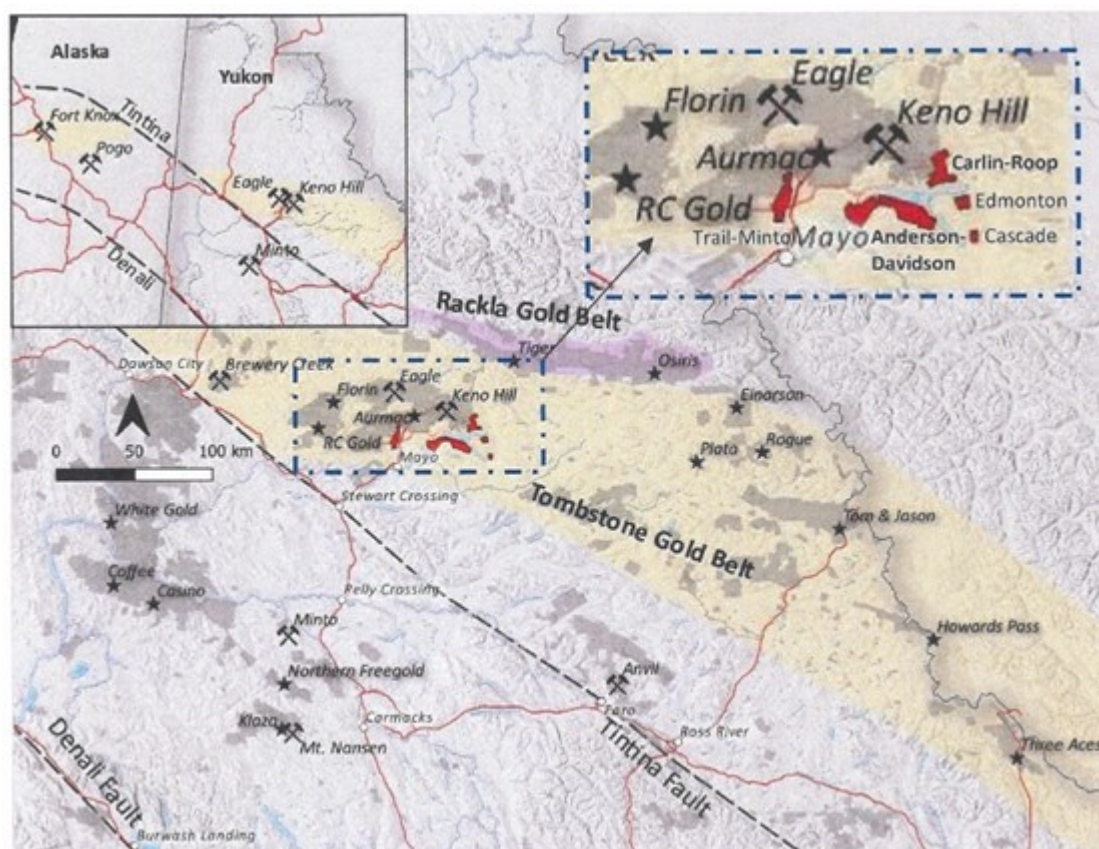 Alaska
Yukon
Tintina
Fort Knox
Pogo
Eagle
Keno Hill
Minto
Denali
Eagle
Florin
Keno Hill
Aurmac
Carlin-Roop
RC Gold
Edmonton
Trail-Minto
Mayo
Anderson-
Davidson
Cascade
Rackla Gold Belt
Tiger
Osiris
Dawson City
Brewery Creek
Florin
Eagle
Keno Hill
Aurmac
RC Gold
Mayo
Einarson
Plata
Rogue
0 50 100 km
Stewart Crossing
Tombstone Gold Belt
White Gold
Tom & Jason
Coffee
Casino
Pelly Crossing
Minto
Howards Pass
Northern Freegold
Anvil
Faro
Klaza
Mt. Nansen
Carmacks
Ross River
Tintina Fault
Three Aces
Denali Fault
Burwash Landing